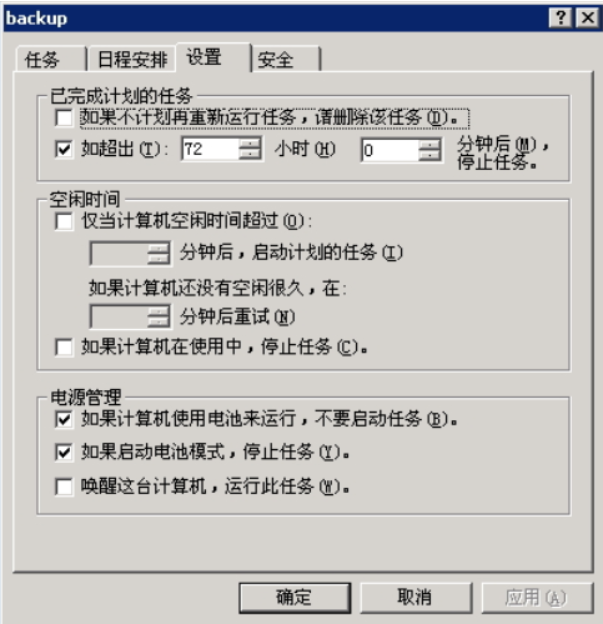 backup
任务 日程安排 设置 安全
已完成计划的任务
如果不计划再重新运行任务，请删除该任务(D)。
如超出(T): 72 小时(H) 0 分钟后(M)，
停止任务。
空闲时间
仅当计算机空闲时间超过(O):
分钟后，启动计划的任务(I)
如果计算机还没有空闲很久，在:
分钟后重试(N)
如果计算机在使用中，停止任务(C)。
电源管理
如果计算机使用电池来运行，不要启动任务(B)。
如果启动电池模式，停止任务(Y)。
唤醒这台计算机，运行此任务(W)。
确定 取消 应用(A)